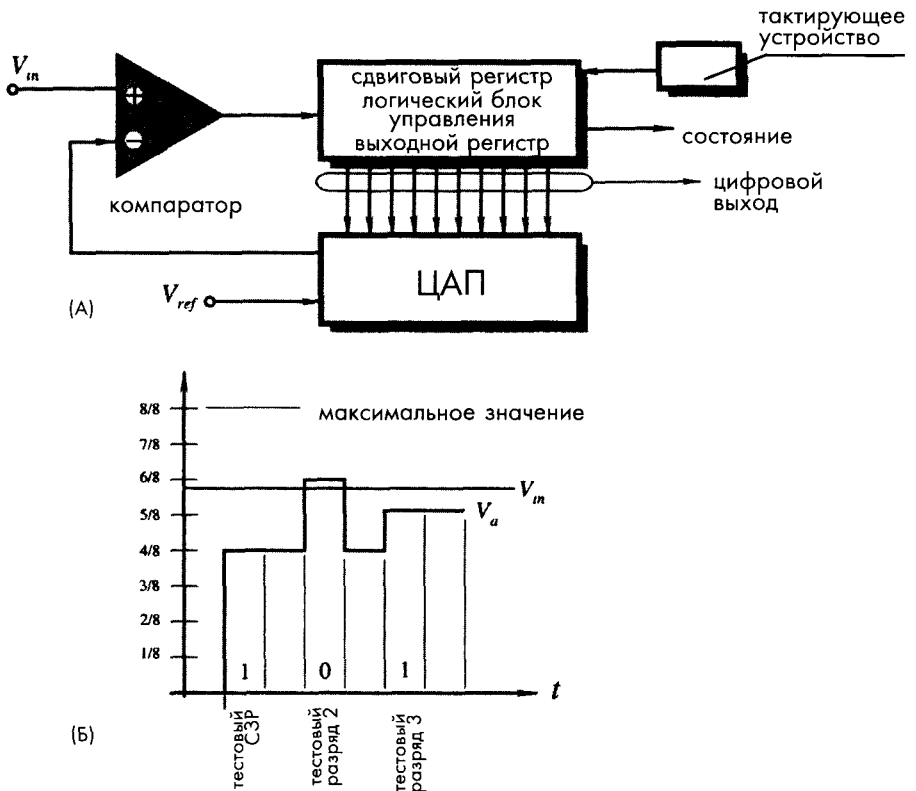 тактирующее
устройство
V_in
сдвиговый регистр
логический блок
управления
выходной регистр
состояние
цифровой
выход
компаратор
ЦАП
V_ref
(А)
8/8
максимальное значение
7/8
6/8
V_in
5/8
V_a
4/8
3/8
2/8
1/8
1 0 1
t
тестовый
СЗР
тестовый
разряд 2
тестовый
разряд 3
(Б)